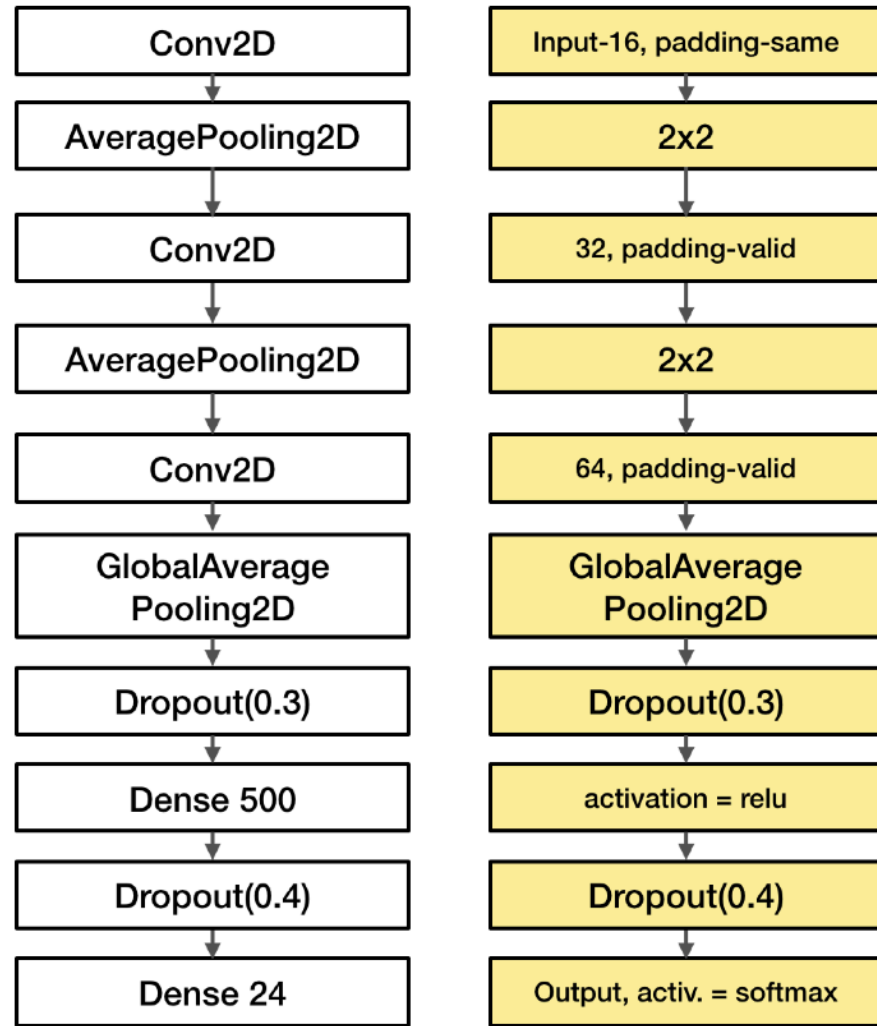 Conv2D
Input-16, padding-same
AveragePooling2D
2x2
Conv2D
32, padding-valid
AveragePooling2D
2x2
Conv2D
64, padding-valid
GlobalAverage
Pooling2D
GlobalAverage
Pooling2D
Dropout(0.3)
Dropout(0.3)
Dense 500
activation = relu
Dropout(0.4)
Dropout(0.4)
Dense 24
Output, activ. = softmax